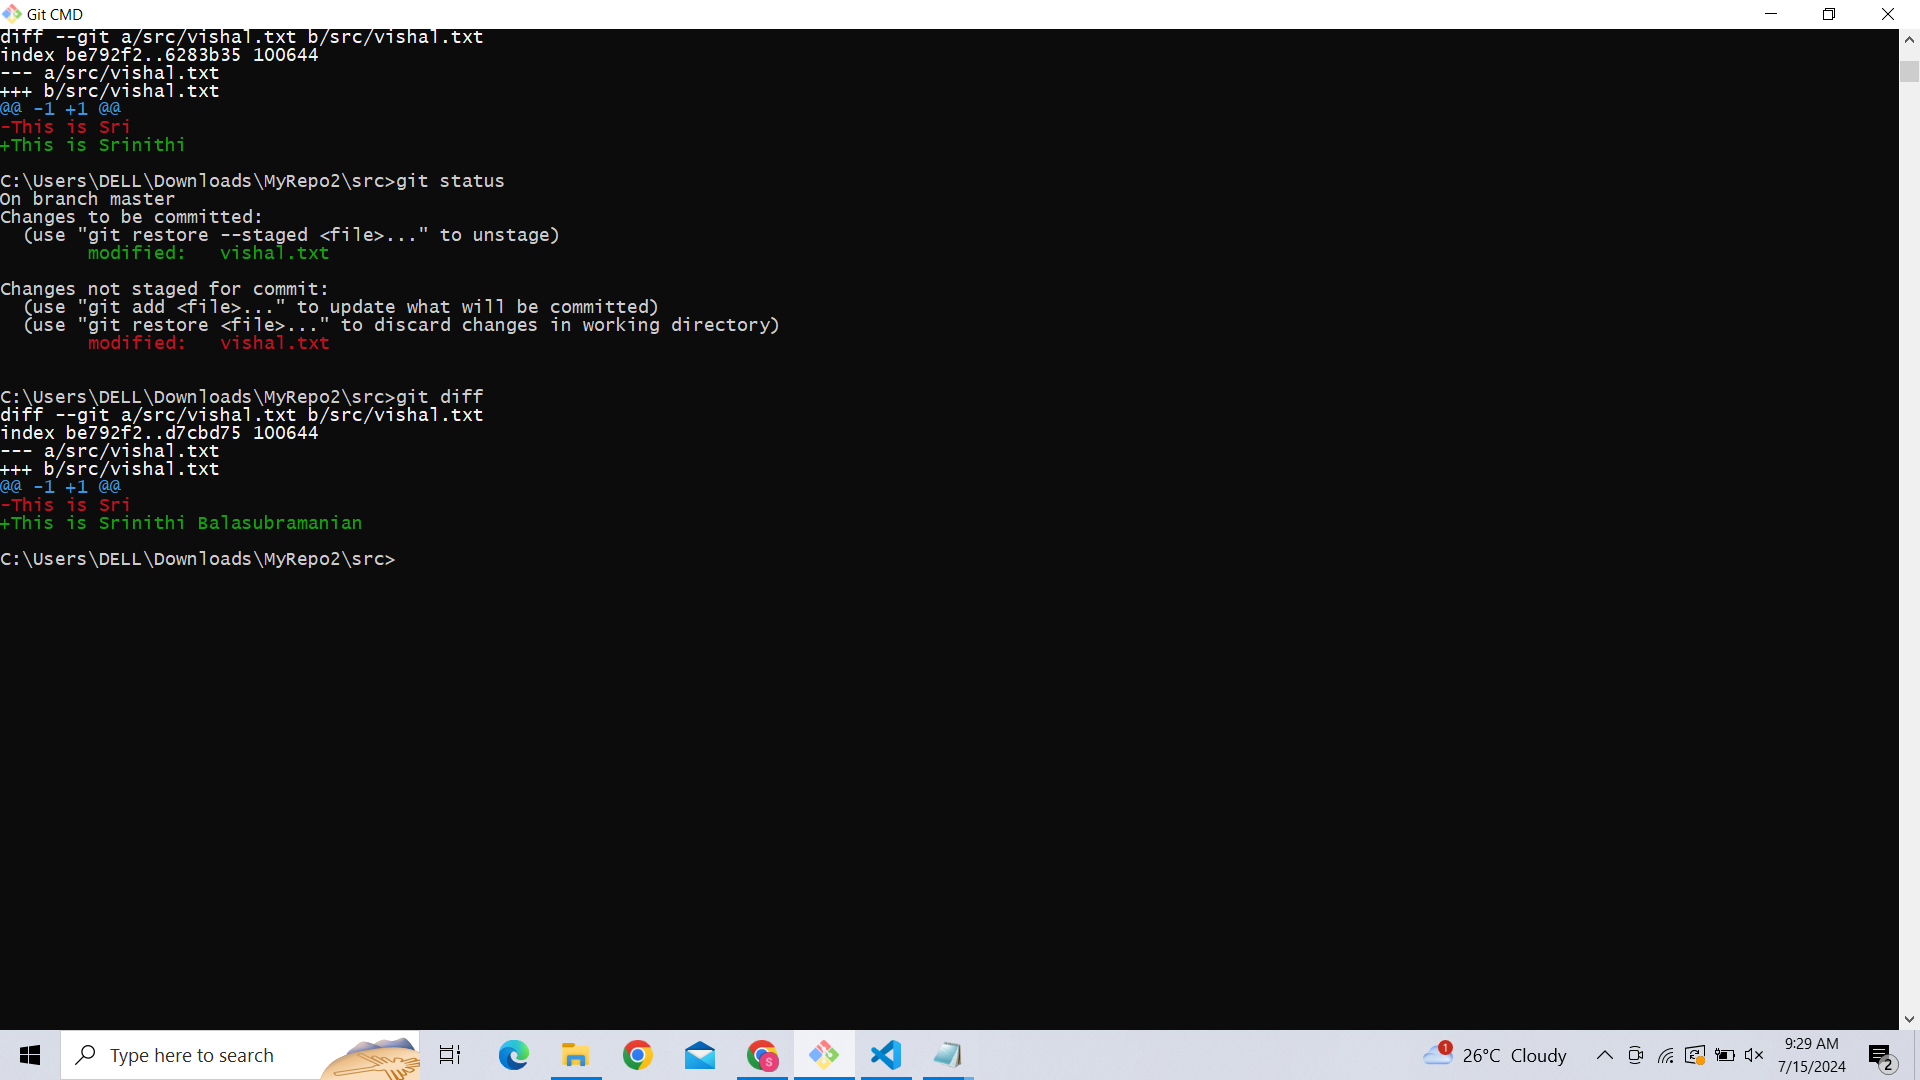 Git CMD
diff --git a/src/vishal.txt b/src/vishal.txt
index be792f2..6283b35 100644
--- a/src/vishal.txt
+++ b/src/vishal.txt
@@ -1 +1 @@
-This is Sri
+This is Srinithi
C:\Users\DELL\Downloads\MyRepo2\src>git status
On branch master
Changes to be committed:
  (use "git restore --staged <file>..." to unstage)
        modified:   vishal.txt
Changes not staged for commit:
  (use "git add <file>..." to update what will be committed)
  (use "git restore <file>..." to discard changes in working directory)
        modified:   vishal.txt
C:\Users\DELL\Downloads\MyRepo2\src>git diff
diff --git a/src/vishal.txt b/src/vishal.txt
index be792f2..d7cbd75 100644
--- a/src/vishal.txt
+++ b/src/vishal.txt
@@ -1 +1 @@
-This is Sri
+This is Srinithi Balasubramanian
C:\Users\DELL\Downloads\MyRepo2\src>
Type here to search
S
1
26°C Cloudy
9:29 AM
7/15/2024
2